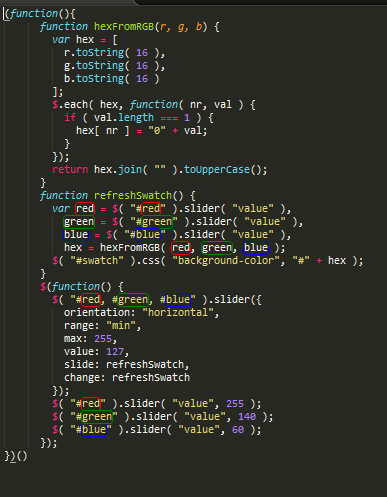 (function(){
function hexFromRGB(r, g, b) {
var hex = [
r.toString( 16 ),
g.toString( 16 ),
b.toString( 16 )
];
$.each( hex, function( nr, val ) {
if ( val.length === 1 ) {
hex[ nr ] = "0" + val;
}
});
return hex.join( "" ).toUpperCase();
}
function refreshSwatch() {
var red = $( "#red" ).slider( "value" ),
green = $( "#green" ).slider( "value" ),
blue = $( "#blue" ).slider( "value" ),
hex = hexFromRGB( red, green, blue );
$( "#swatch" ).css( "background-color", "#" + hex );
}
$(function() {
$( "#red, #green, #blue" ).slider({
orientation: "horizontal",
range: "min",
max: 255,
value: 127,
slide: refreshSwatch,
change: refreshSwatch
});
$( "#red" ).slider( "value", 255 );
$( "#green" ).slider( "value", 140 );
$( "#blue" ).slider( "value", 60 );
});
})()